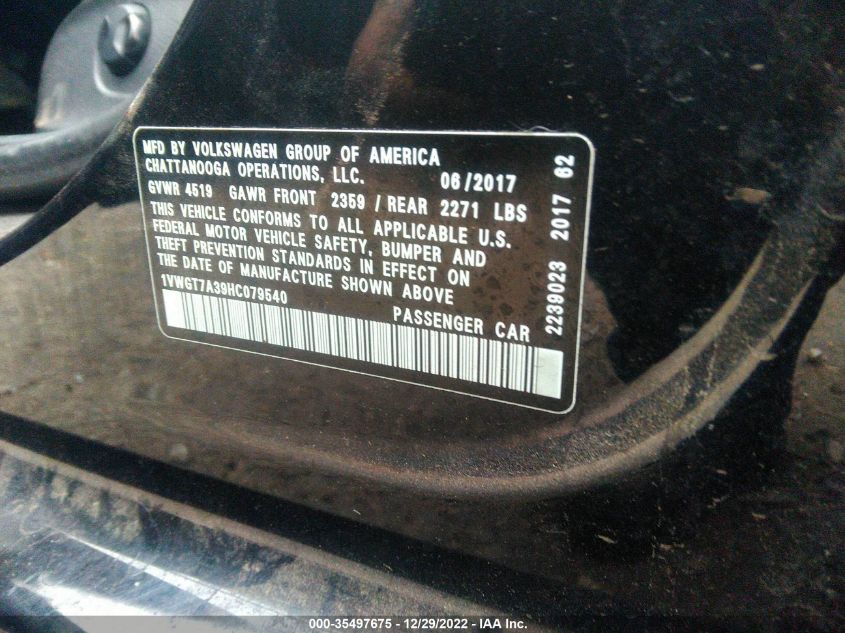 MFD BY VOLKSWAGEN GROUP OF AMERICA
CHATTANOOGA OPERATIONS, LLC. 06/2017
GVWR 4519 GAWR FRONT 2359 / REAR 2271 LBS
THIS VEHICLE CONFORMS TO ALL APPLICABLE U.S.
FEDERAL MOTOR VEHICLE SAFETY, BUMPER AND
THEFT PREVENTION STANDARDS IN EFFECT ON
THE DATE OF MANUFACTURE SHOWN ABOVE
1VWGT7A39HC079540
PASSENGER CAR
2239023 2017 62
000-35497675 - 12/29/2022 - IAA Inc.